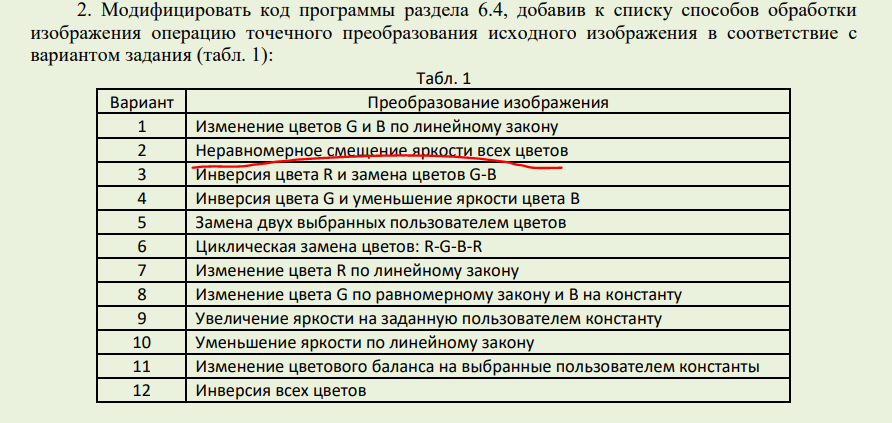 2. Модифицировать код программы раздела 6.4, добавив к списку способов обработки
изображения операцию точечного преобразования исходного изображения в соответствие с
вариантом задания (табл. 1):
Табл. 1
Вариант Преобразование изображения
1 Изменение цветов G и B по линейному закону
2 Неравномерное смещение яркости всех цветов
3 Инверсия цвета R и замена цветов G-B
4 Инверсия цвета G и уменьшение яркости цвета B
5 Замена двух выбранных пользователем цветов
6 Циклическая замена цветов: R-G-B-R
7 Изменение цвета R по линейному закону
8 Изменение цвета G по равномерному закону и B на константу
9 Увеличение яркости на заданную пользователем константу
10 Уменьшение яркости по линейному закону
11 Изменение цветового баланса на выбранные пользователем константы
12 Инверсия всех цветов